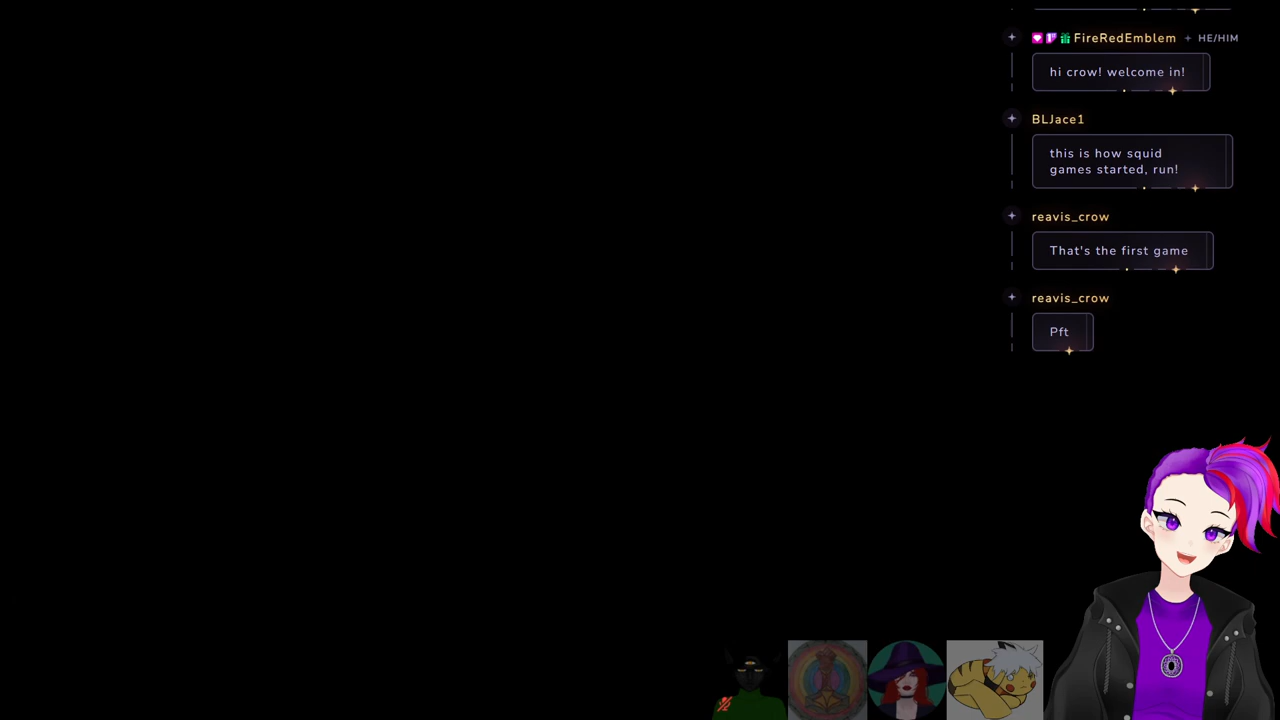 FireRedEmblem + HE/HIM
hi crow! welcome in!
BLJace1
this is how squid
games started, run!
reavis_crow
That's the first game
reavis_crow
Pft